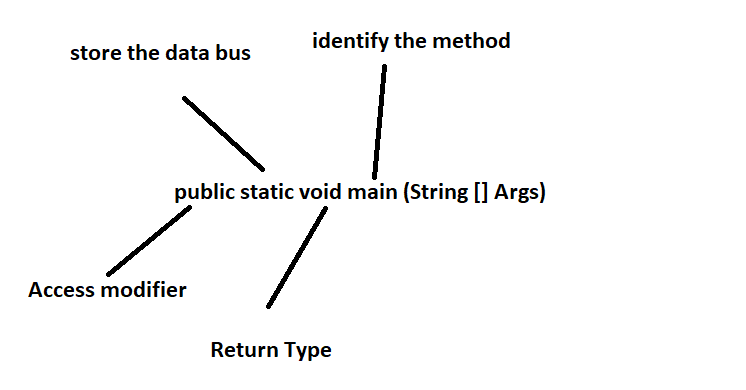 identify the method
store the data bus
public static void main (String [] Args)
Access modifier
Return Type